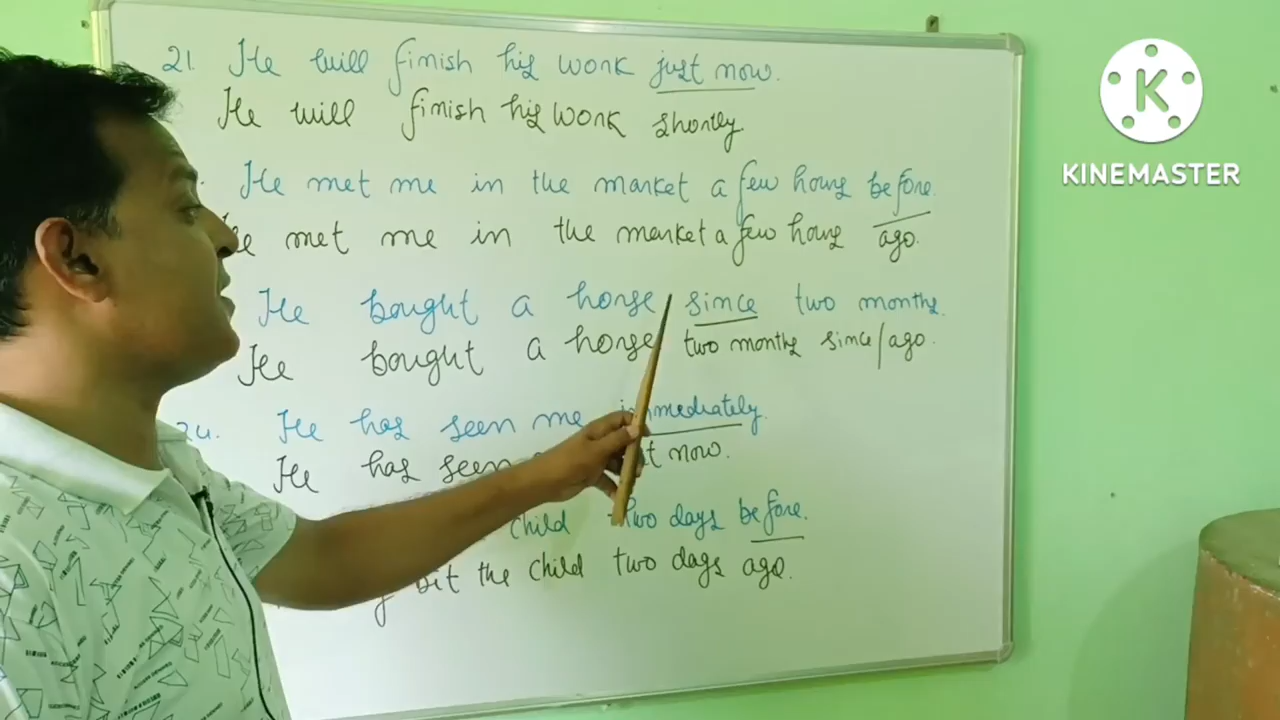 21. He will finish his work just now.
He will finish his work shortly
He met me in the market a few hours before.
met me in the market a few hours ago.
He bought a horse since two months.
He bought a horse two months since/ago.
24. He has seen me immediately.
He has seen now.
child two days before.
bit the child two days ago.
K
KINEMASTER